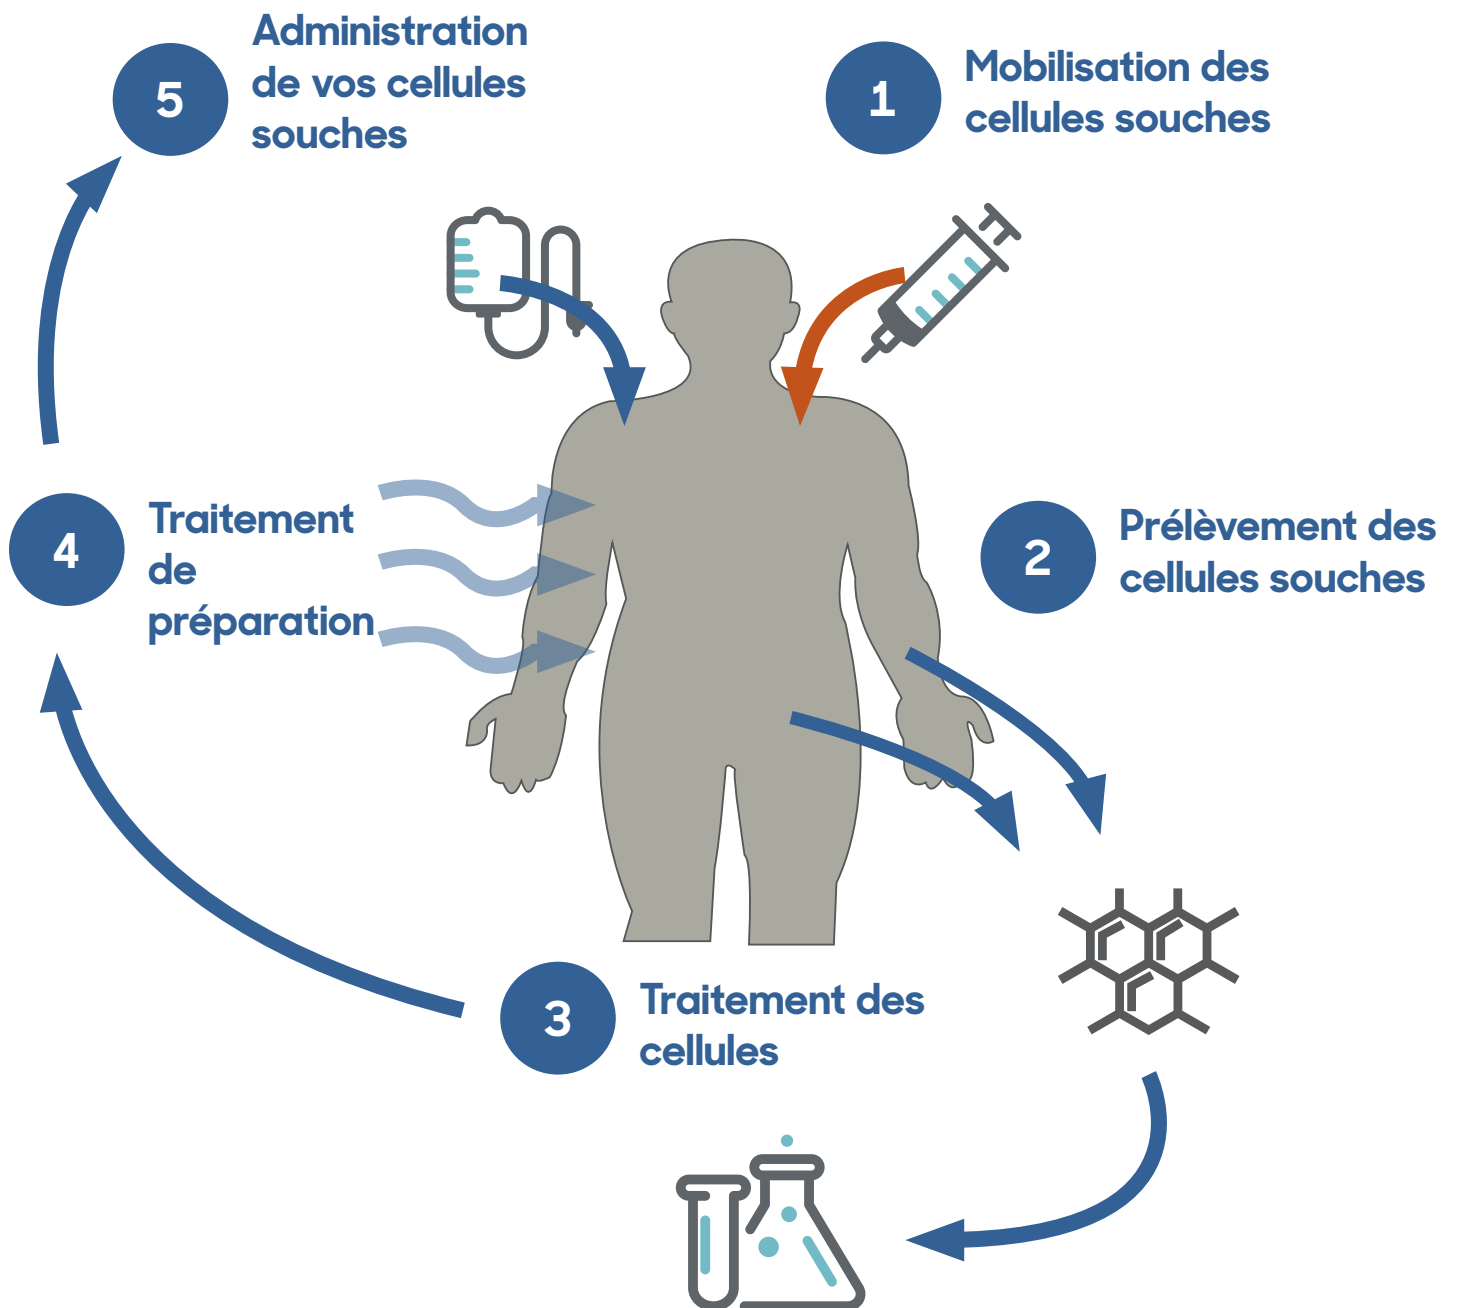 1
Mobilisation des
cellules souches
2
Prélèvement des
cellules souches
3
Traitement des
cellules
4
Traitement
de
préparation
5
Administration
de vos cellules
souches